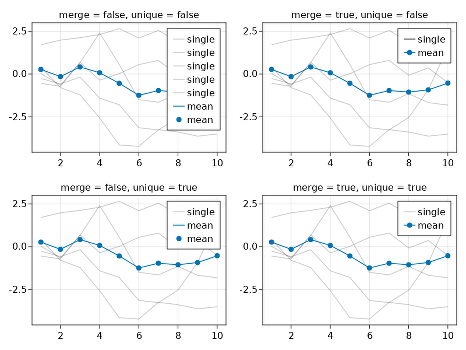 merge = false, unique = false
2.5
0.0
-2.5
2
4
6
8
10
single
single
single
single
single
mean
mean
merge = true, unique = false
2.5
0.0
-2.5
2
4
6
8
10
single
mean
merge = false, unique = true
2.5
0.0
-2.5
2
4
6
8
10
single
mean
mean
merge = true, unique = true
2.5
0.0
-2.5
2
4
6
8
10
single
mean